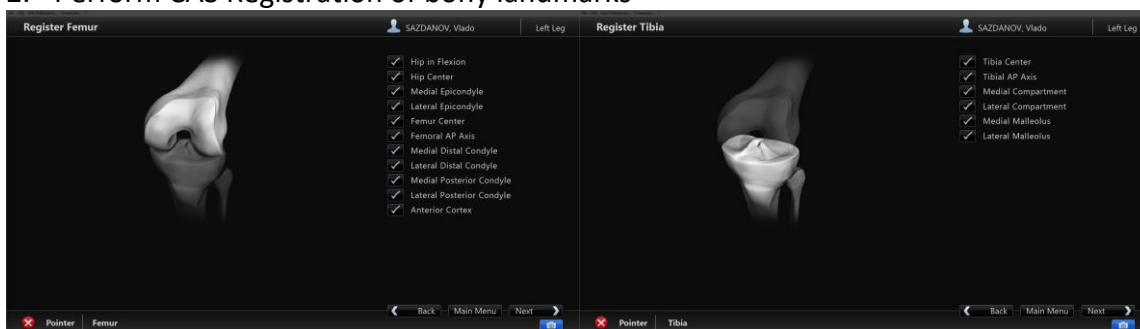 Perform CAS Registration of bony landmarks
Register Femur
SAZDANOV, Vlado
Left Leg
Hip in Flexion
Hip Center
Medial Epicondyle
Lateral Epicondyle
Femur Center
Femoral AP Axis
Medial Distal Condyle
Lateral Distal Condyle
Medial Posterior Condyle
Lateral Posterior Condyle
Anterior Cortex
Back
Main Menu
Next
Pointer
Femur
Register Tibia
SAZDANOV, Vlado
Left Leg
Tibia Center
Tibial AP Axis
Medial Compartment
Lateral Compartment
Medial Malleolus
Lateral Malleolus
Back
Main Menu
Next
Pointer
Tibia